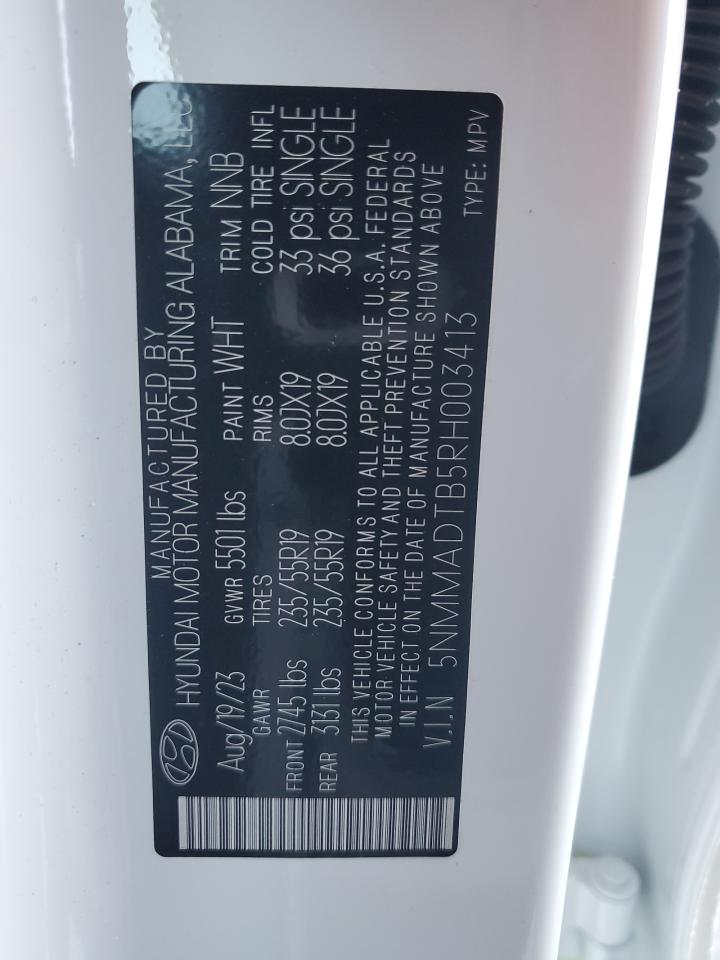 MANUFACTURED BY
HYUNDAI MOTOR MANUFACTURING ALABAMA, LLC
Aug/19/23 GVWR 5501 lbs PAINT WHT TRIM NNB
GAWR TIRES RIMS COLD TIRE INFL
FRONT 2745 lbs 235/55R19 8.0JX19 33 psi SINGLE
REAR 3131 lbs 235/55R19 8.0JX19 36 psi SINGLE
THIS VEHICLE CONFORMS TO ALL APPLICABLE U.S.A. FEDERAL
MOTOR VEHICLE SAFETY AND THEFT PREVENTION STANDARDS
IN EFFECT ON THE DATE OF MANUFACTURE SHOWN ABOVE
V.I.N 5NMMADTB5RH003413
TYPE: MPV